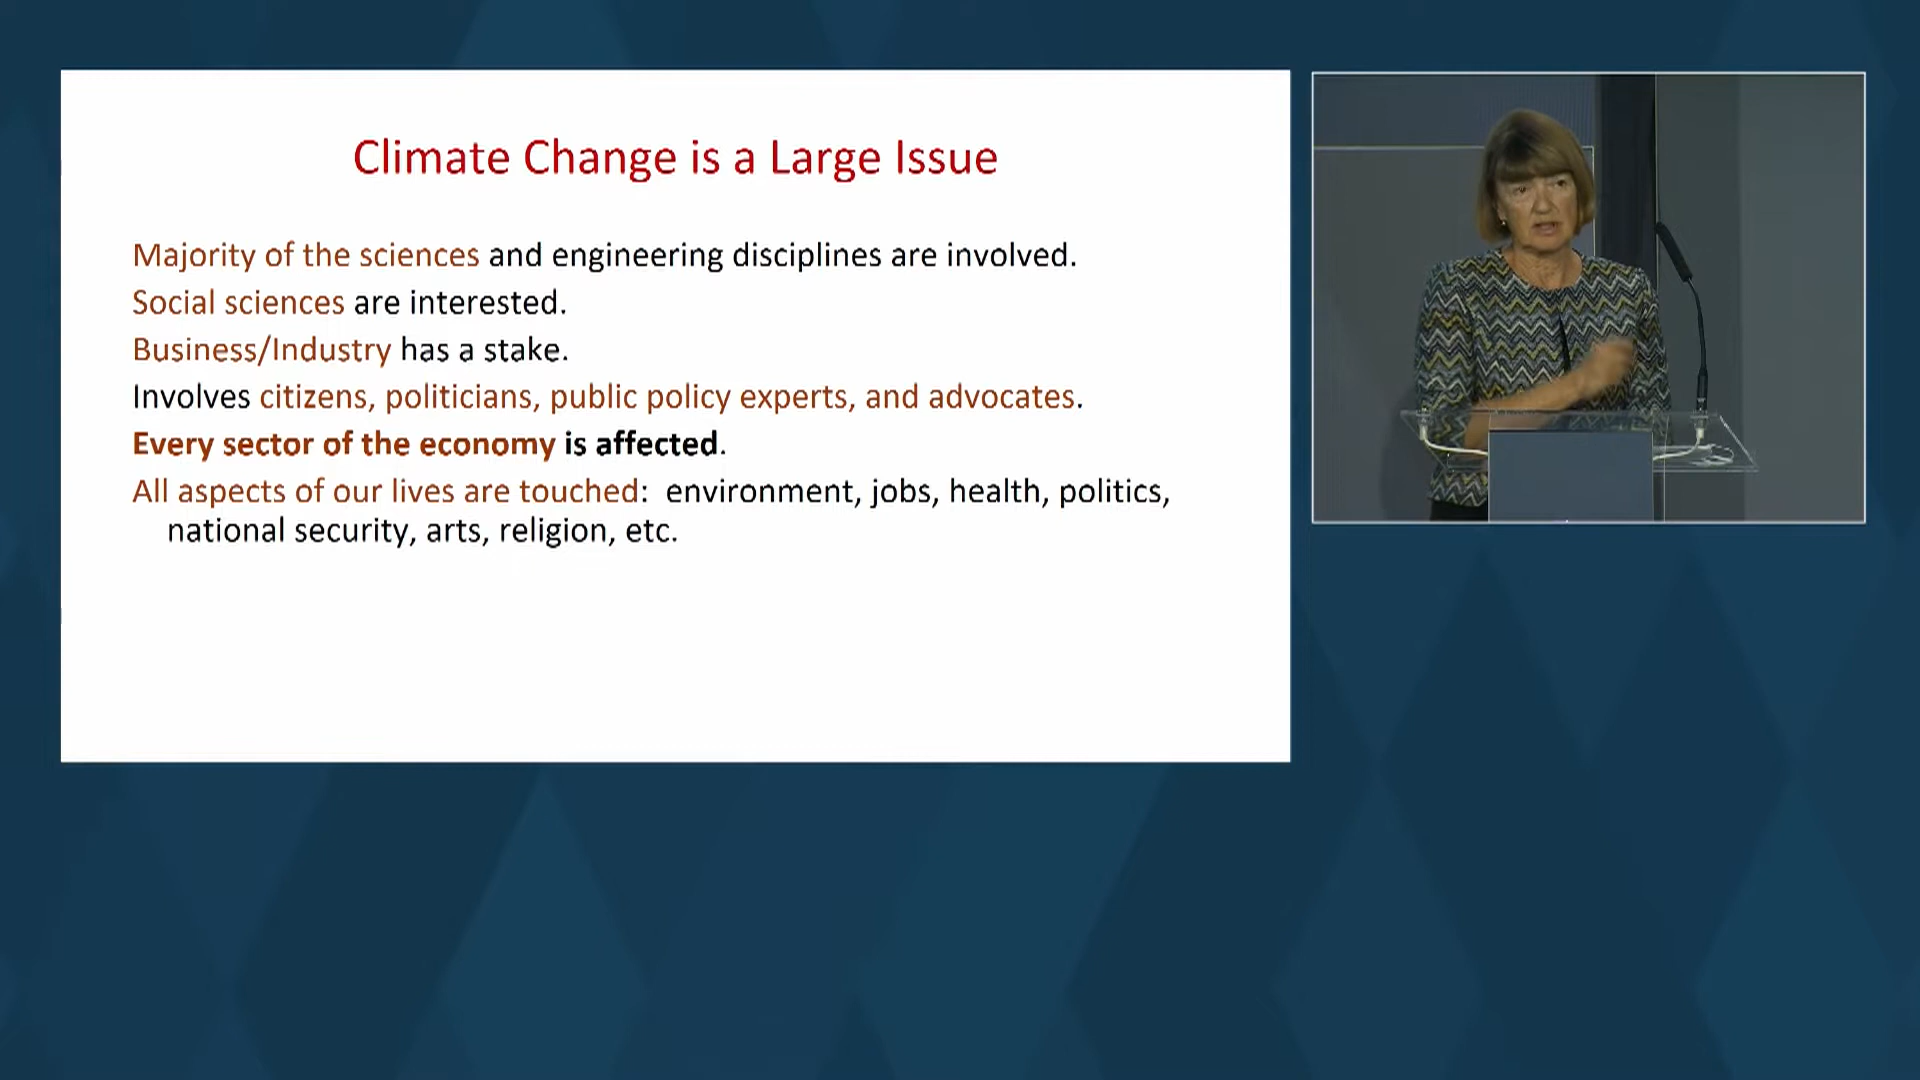 Climate Change is a Large Issue
Majority of the sciences and engineering disciplines are involved.
Social sciences are interested.
Business/Industry has a stake.
Involves citizens, politicians, public policy experts, and advocates.
Every sector of the economy is affected.
All aspects of our lives are touched:  environment, jobs, health, politics,
national security, arts, religion, etc.